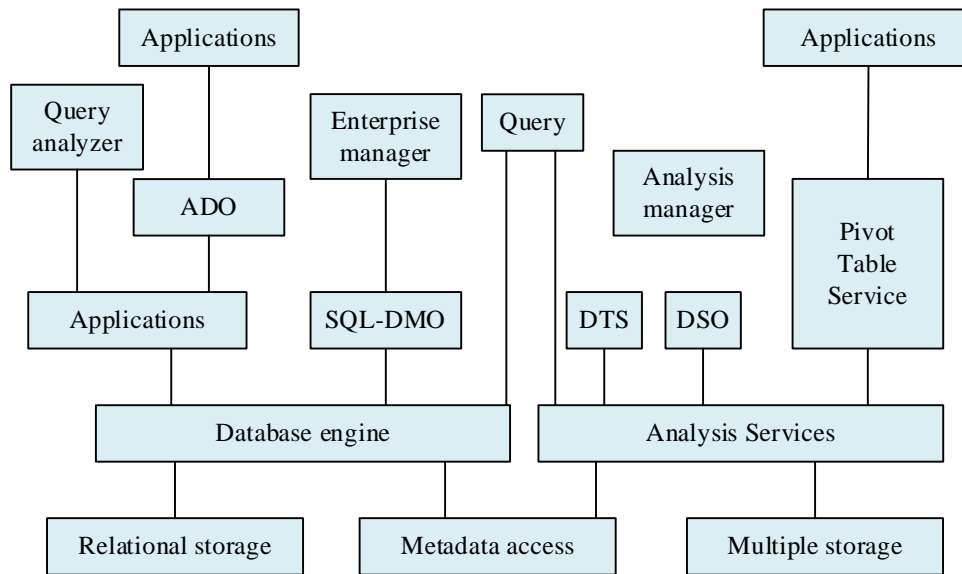 Applications
Applications
Query
analyzer
Enterprise
manager
Query
Analysis
manager
ADO
Pivot
Table
Service
Applications
SQL-DMO
DTS
DSO
Database engine
Analysis Services
Relational storage
Metadata access
Multiple storage